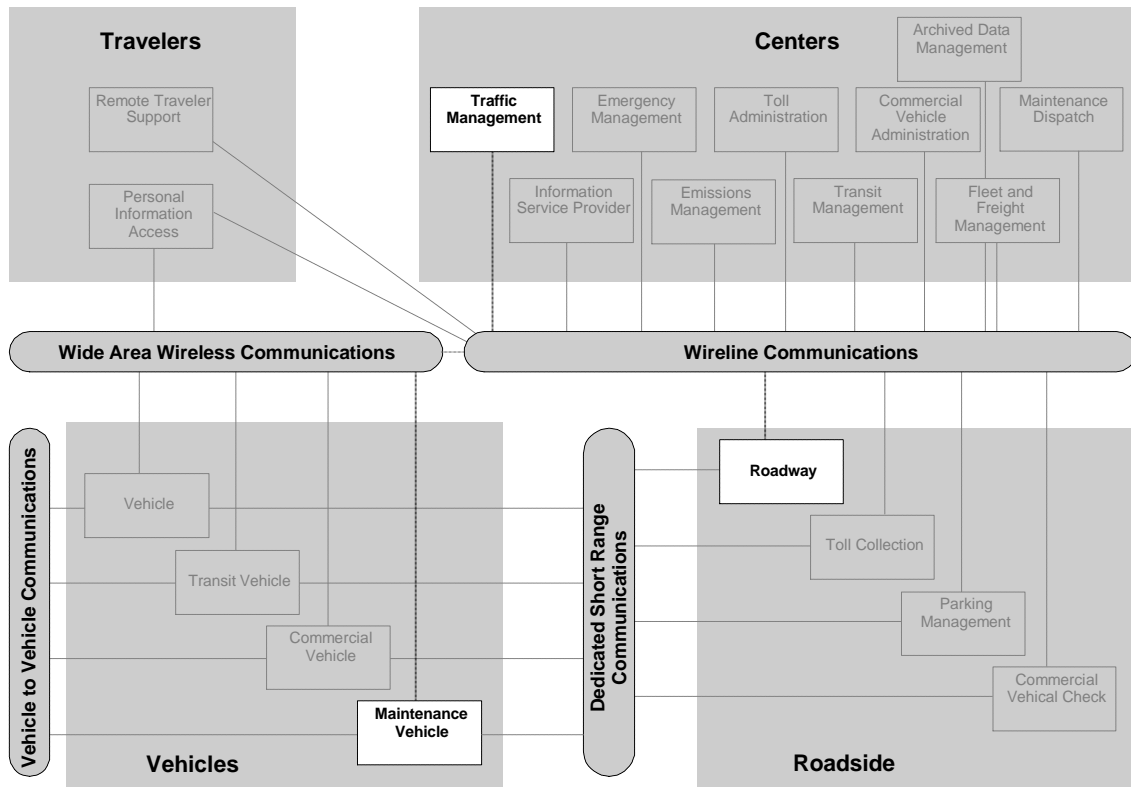 Travelers
Remote Traveler
Support
Personal
Information
Access
Centers
Archived Data
Management
Traffic
Management
Emergency
Management
Toll
Administration
Commercial
Vehicle
Administration
Maintenance
Dispatch
Information
Service Provider
Emissions
Management
Transit
Management
Fleet and
Freight
Management
Wide Area Wireless Communications
Wireline Communications
Vehicle to Vehicle Communications
Vehicle
Transit Vehicle
Commercial
Vehicle
Maintenance
Vehicle
Vehicles
Dedicated Short Range
Communications
Roadway
Toll Collection
Parking
Management
Commercial
Vehical Check
Roadside